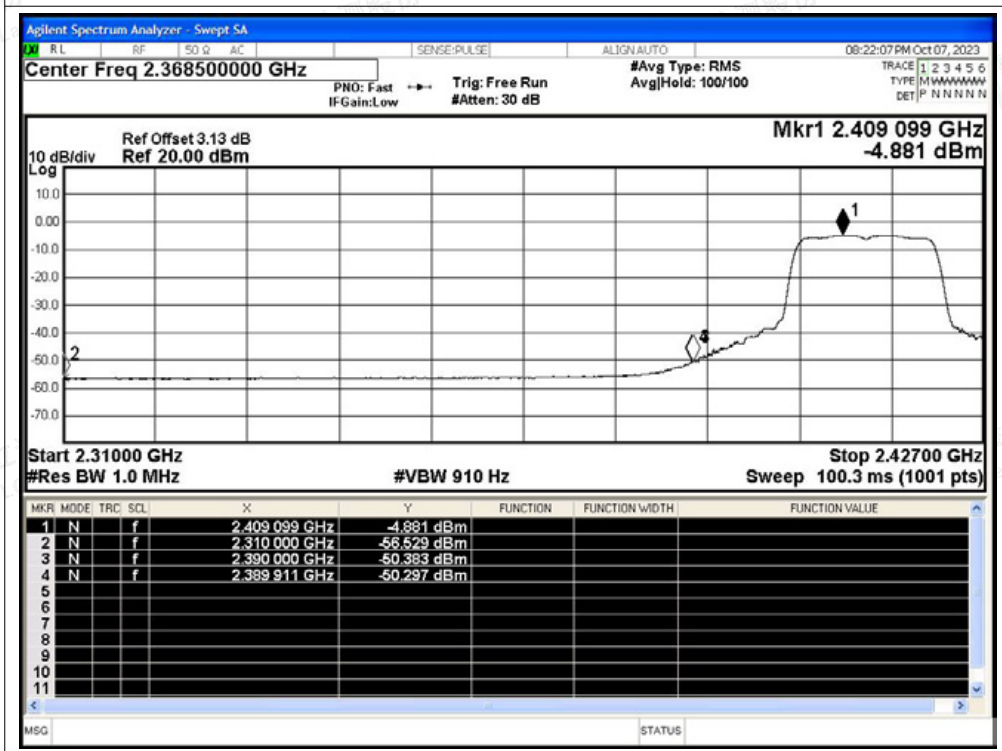 Agilent Spectrum Analyzer - Swept SA
RL RF 50 Ω AC SENSE:PULSE ALIGN AUTO 08:22:07 PM Oct 07, 2023
Center Freq 2.368500000 GHz
PNO: Fast
IFGain:Low
Trig: Free Run
#Atten: 30 dB
#Avg Type: RMS
Avg|Hold: 100/100
TRACE 1 2 3 4 5 6
TYPE MWWWWW
DET P N N N N N
Ref Offset 3.13 dB
10 dB/div Ref 20.00 dBm
Log
Mkr1 2.409 099 GHz
-4.881 dBm
10.0
0.00
-10.0
-20.0
-30.0
-40.0
-50.0
-60.0
-70.0
1
2
4
Start 2.31000 GHz Stop 2.42700 GHz
#Res BW 1.0 MHz #VBW 910 Hz Sweep 100.3 ms (1001 pts)
MKR MODE TRC SCL X Y FUNCTION FUNCTION WIDTH FUNCTION VALUE
1 N f 2.409 099 GHz -4.881 dBm
2 N f 2.310 000 GHz -56.529 dBm
3 N f 2.390 000 GHz -50.383 dBm
4 N f 2.389 911 GHz -50.297 dBm
5
6
7
8
9
10
11
MSG STATUS